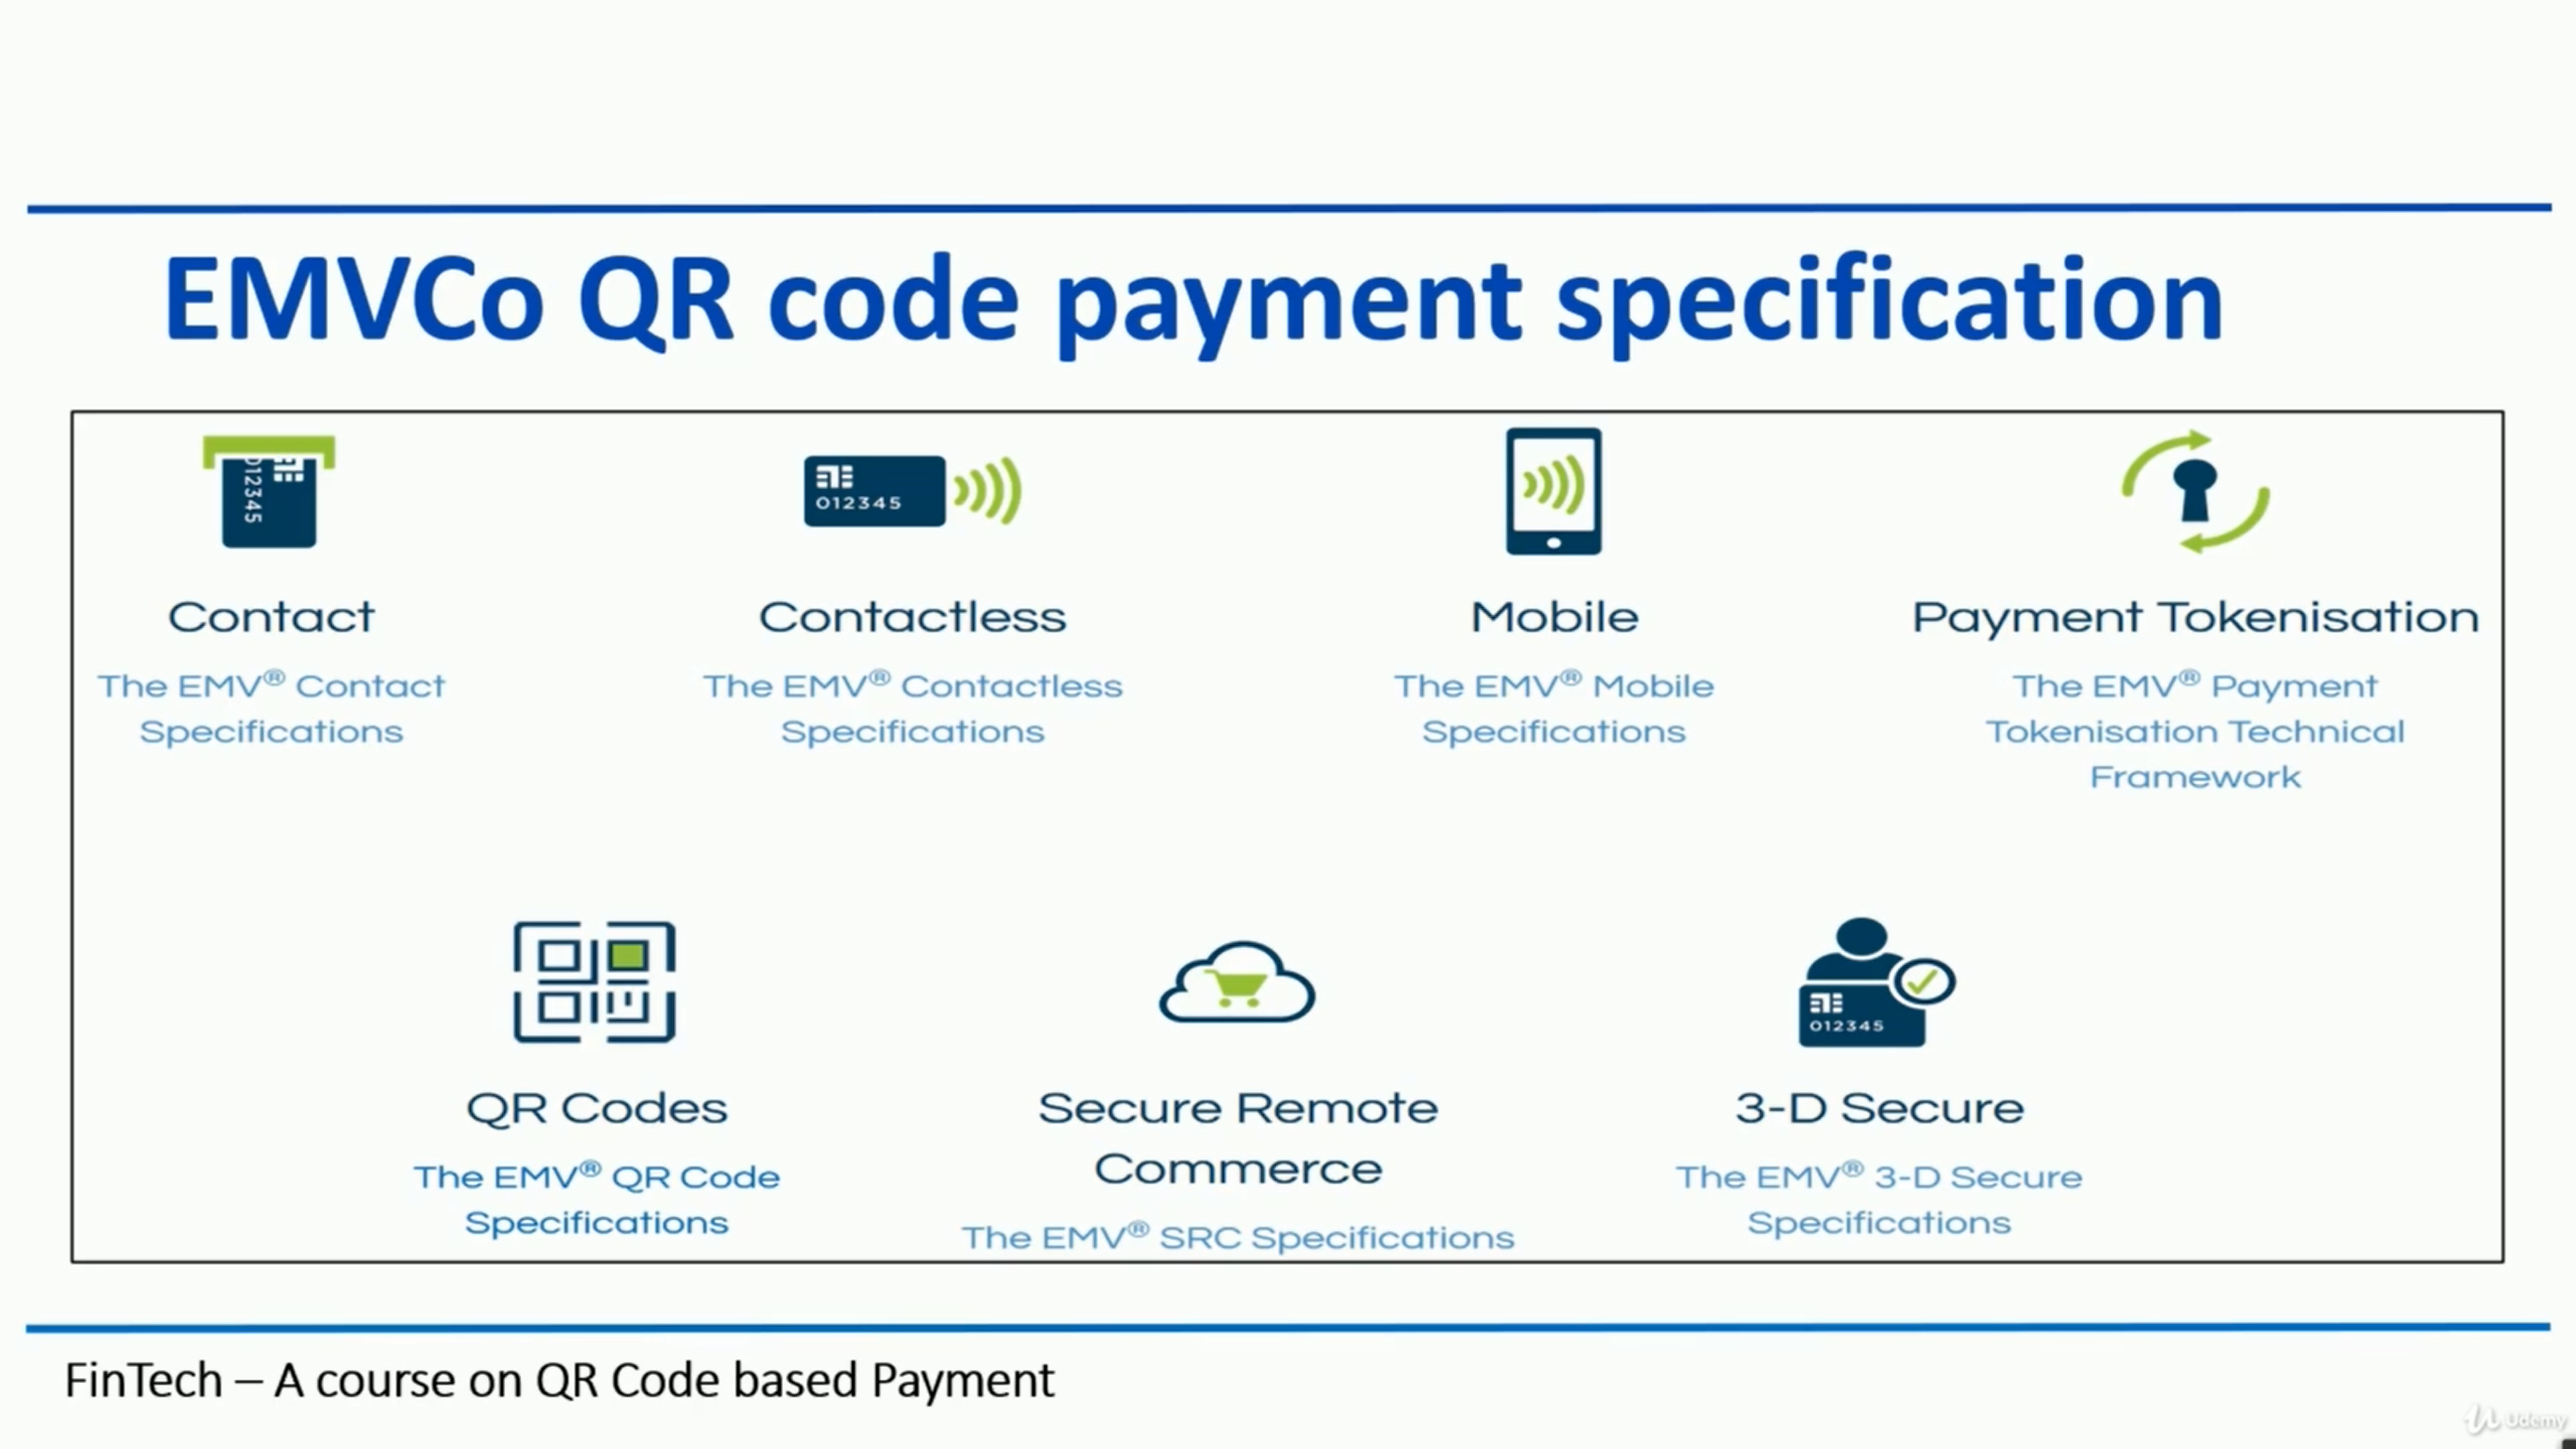 EMVCo QR code payment specification
012345
012345
Contact
Contactless
Mobile
Payment Tokenisation
The EMV® Contact
Specifications
The EMV® Contactless
Specifications
The EMV® Mobile
Specifications
The EMV® Payment
Tokenisation Technical
Framework
012345
QR Codes
Secure Remote
Commerce
3-D Secure
The EMV® QR Code
Specifications
The EMV® SRC Specifications
The EMV® 3-D Secure
Specifications
FinTech – A course on QR Code based Payment
Udemy